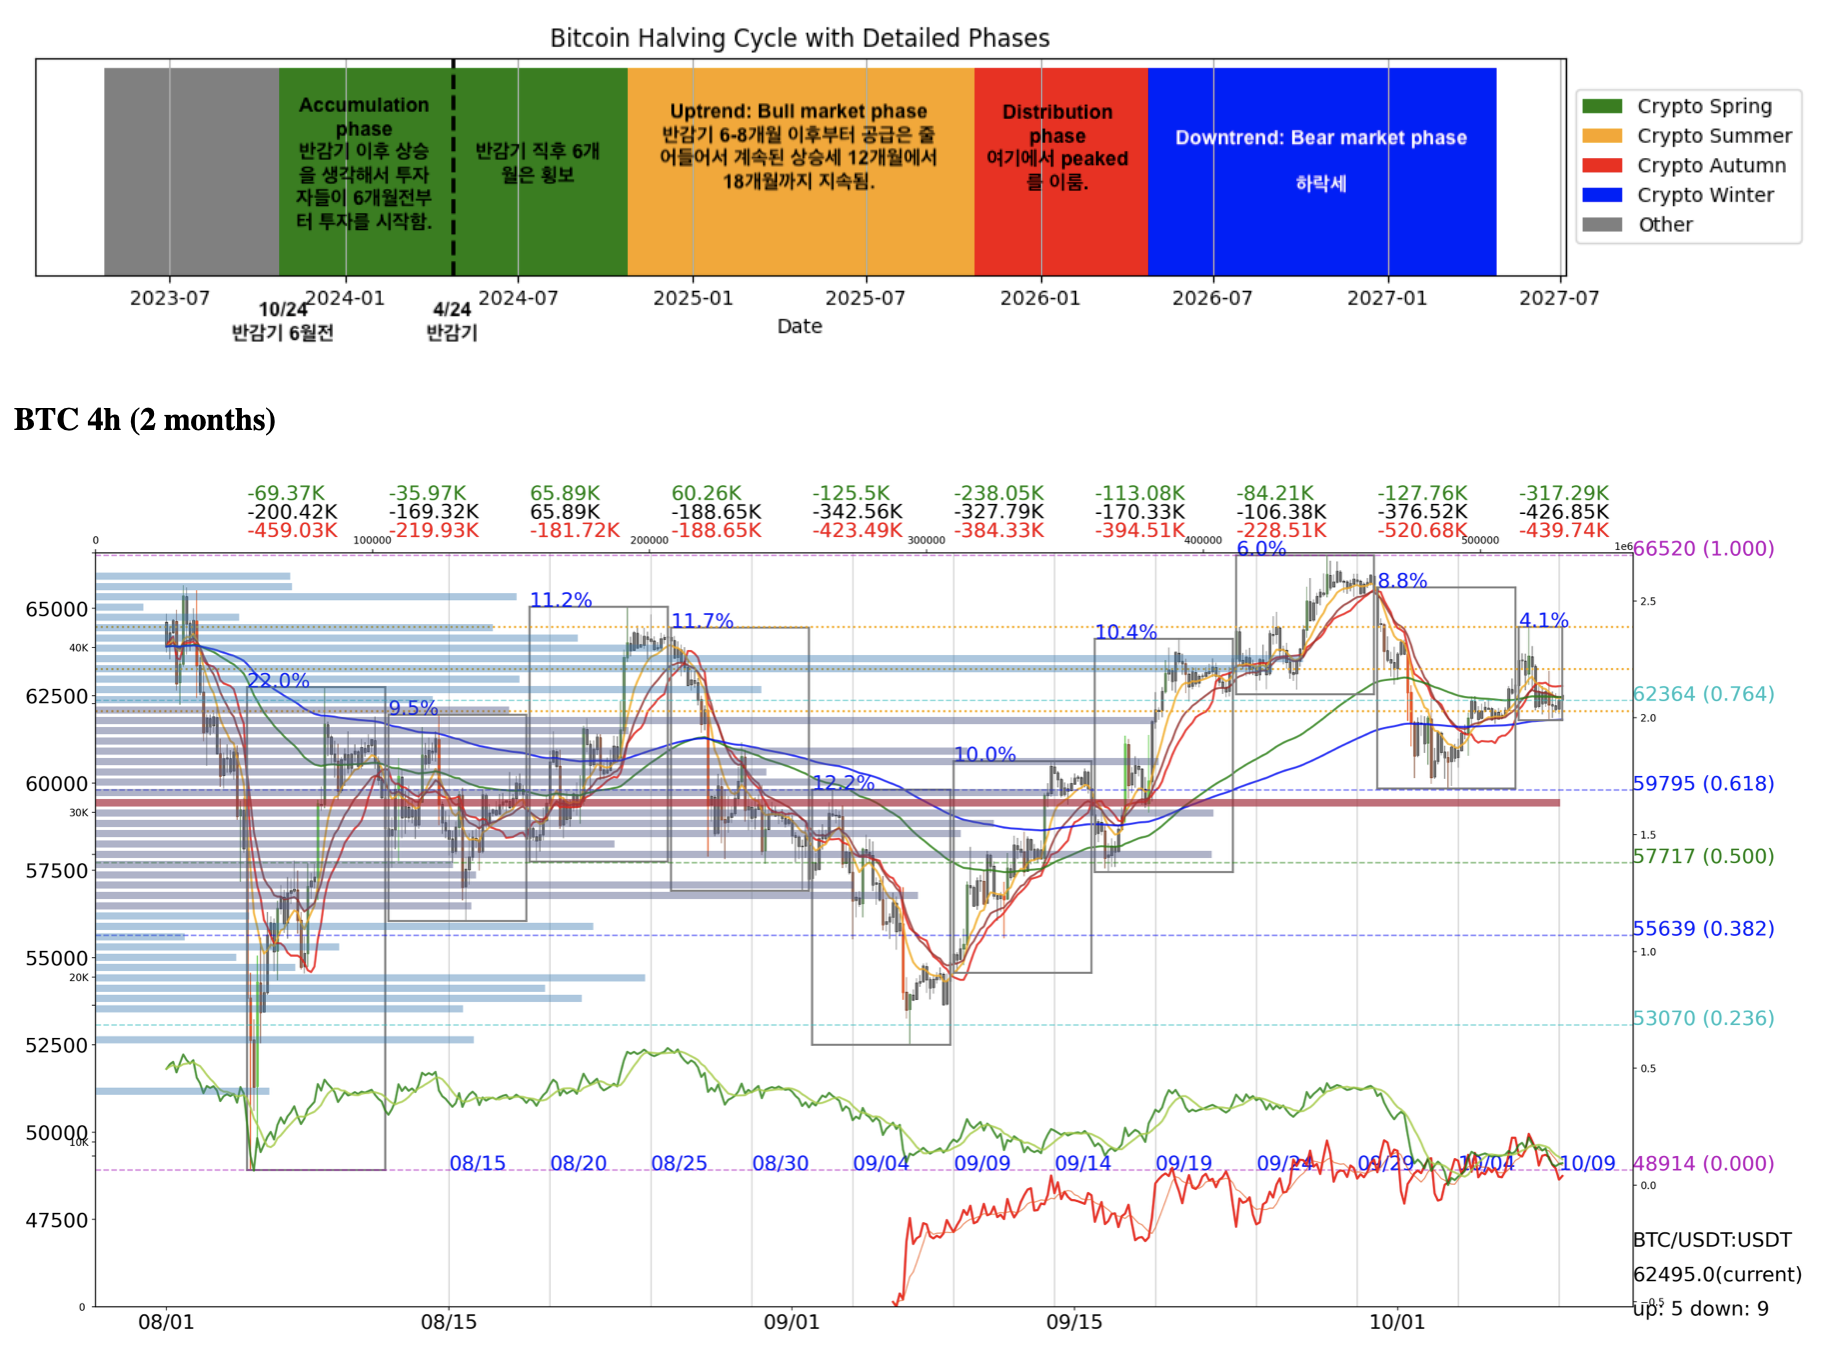 Bitcoin Halving Cycle with Detailed Phases
Accumulation
phase
반감기 이후 상승
을 생각해서 투자
자들이 6개월전부
터 투자를 시작함.
반감기 직후 6개
월은 횡보
Uptrend: Bull market phase
반감기 6-8개월 이후부터 공급은 줄
어들어서 계속된 상승세 12개월에서
18개월까지 지속됨.
Distribution
phase
여기에서 peaked
를 이룸.
Downtrend: Bear market phase
하락세
Crypto Spring
Crypto Summer
Crypto Autumn
Crypto Winter
Other
2023-07 2024-01 2024-07 2025-01 2025-07 2026-01 2026-07 2027-01 2027-07
10/24
반감기 6월전
4/24
반감기
Date
BTC 4h (2 months)
-69.37K -35.97K 65.89K 60.26K -125.5K -238.05K -113.08K -84.21K -127.76K -317.29K
-200.42K -169.32K 65.89K -188.65K -342.56K -327.79K -170.33K -106.38K -376.52K -426.85K
-459.03K -219.93K -181.72K -188.65K -423.49K -384.33K -394.51K -228.51K -520.68K -439.74K
0 100000 200000 300000 400000 500000 1e6
66520 (1.000)
6.0%
8.8%
11.2%
11.7%
10.4%
4.1%
22.0%
9.5%
10.0%
12.2%
65000
62500
60000
57500
55000
52500
50000
47500
40K
30K
20K
10K
0
2.5
2.0
1.5
1.0
0.5
0.0
-0.5
62364 (0.764)
59795 (0.618)
57717 (0.500)
55639 (0.382)
53070 (0.236)
48914 (0.000)
08/15 08/20 08/25 08/30 09/04 09/09 09/14 09/19 09/24 09/29 10/04 10/09
BTC/USDT:USDT
62495.0(current)
up: 5 down: 9
08/01 08/15 09/01 09/15 10/01